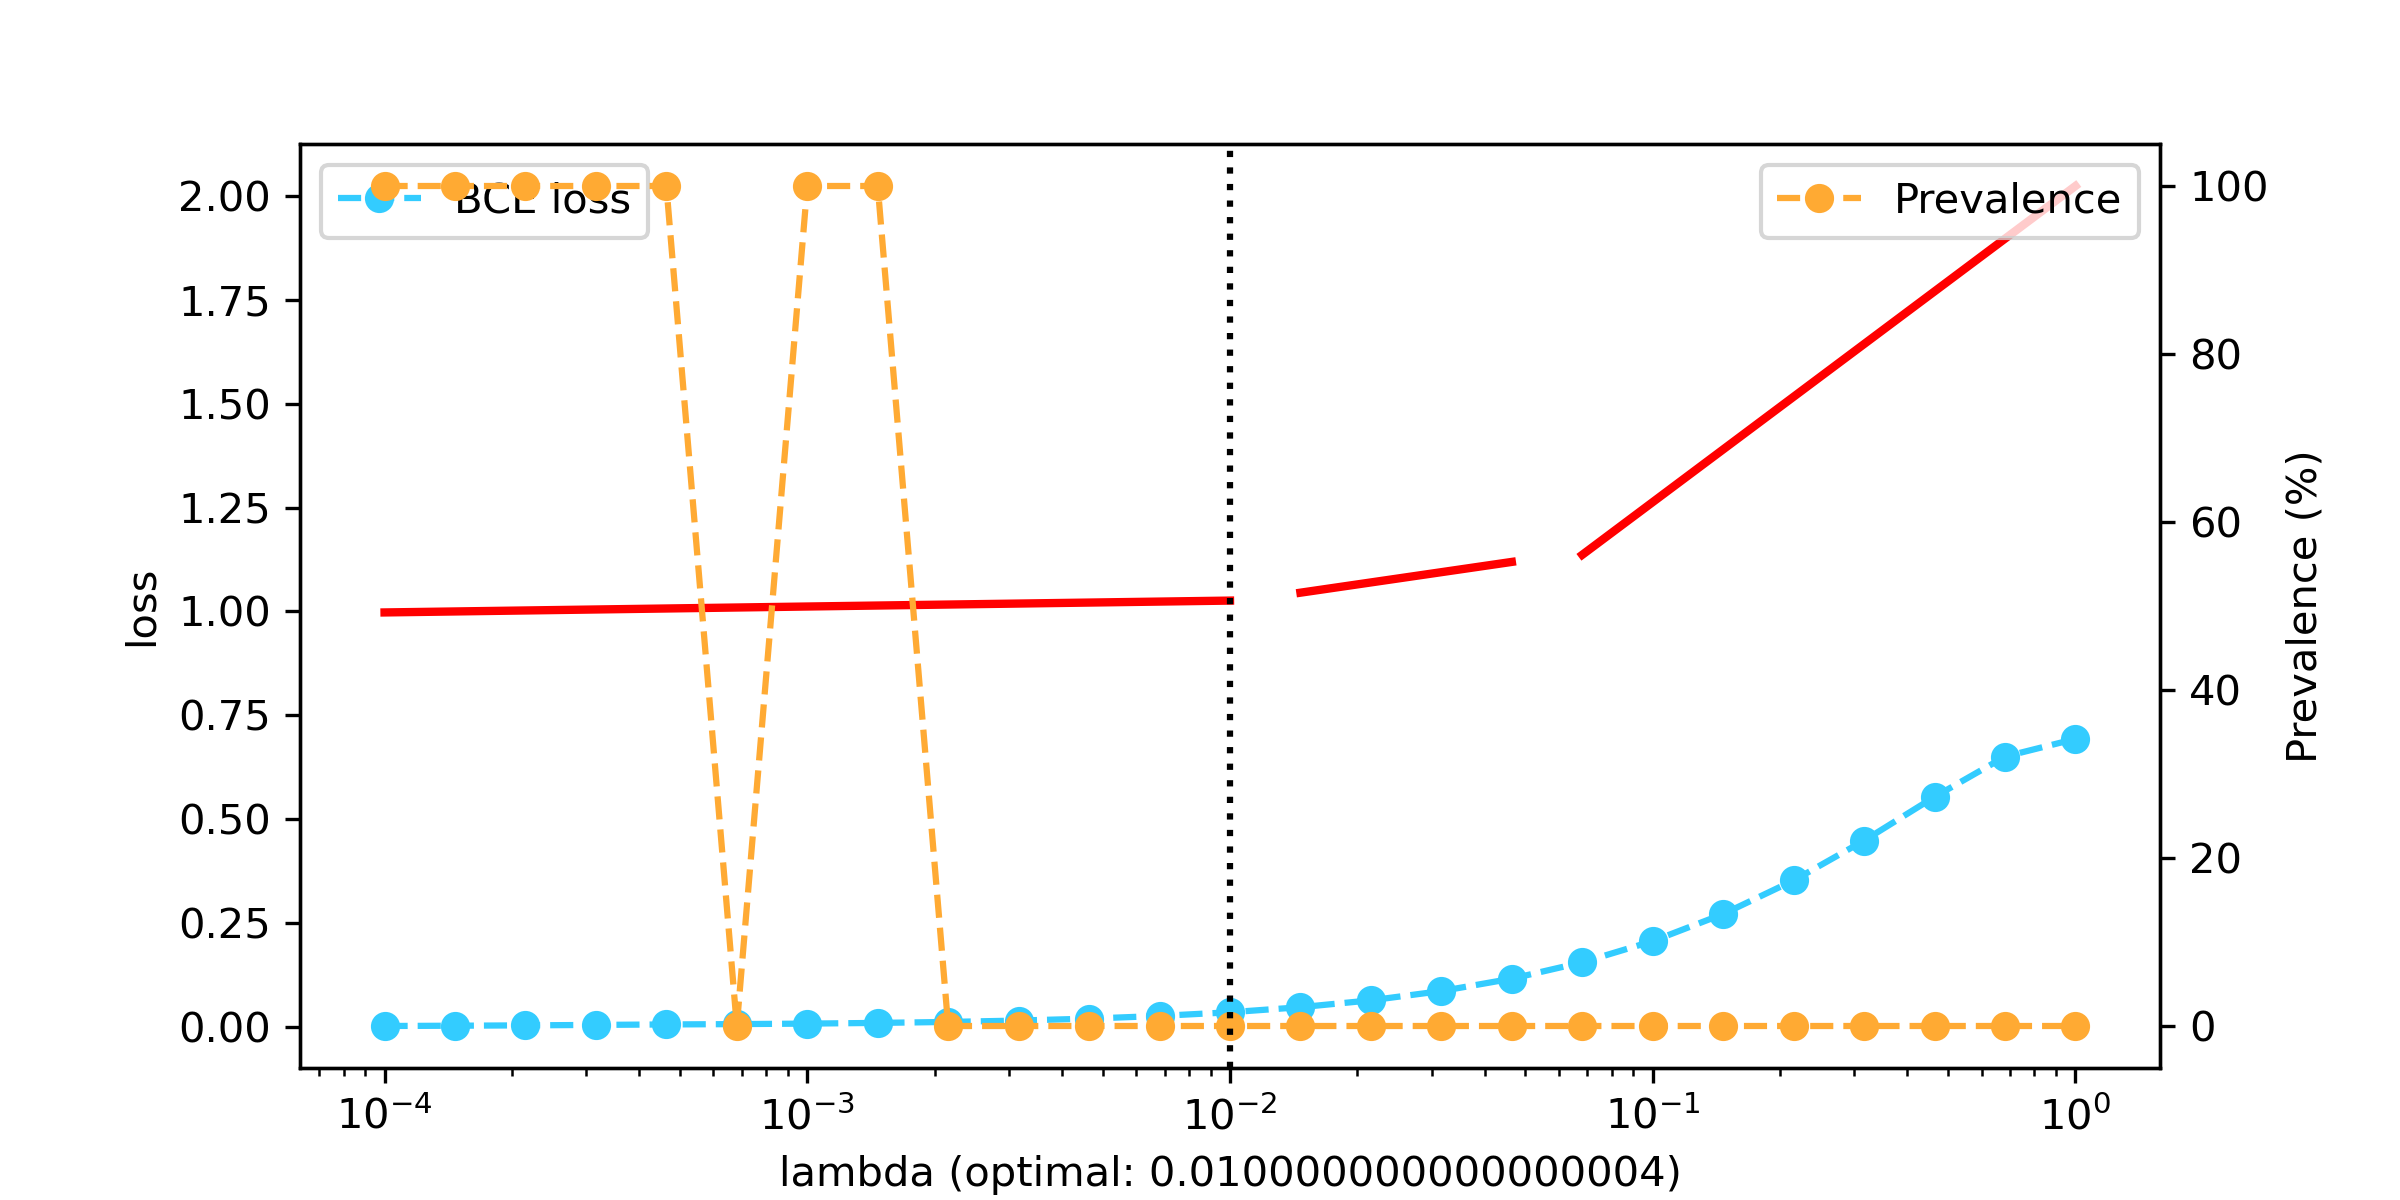 BCE loss
Prevalence
2.00
1.75
1.50
1.25
1.00
0.75
0.50
0.25
0.00
loss
100
80
60
40
20
0
Prevalence (%)
10⁻⁴ 10⁻³ 10⁻² 10⁻¹ 10⁰
lambda (optimal: 0.010000000000000004)